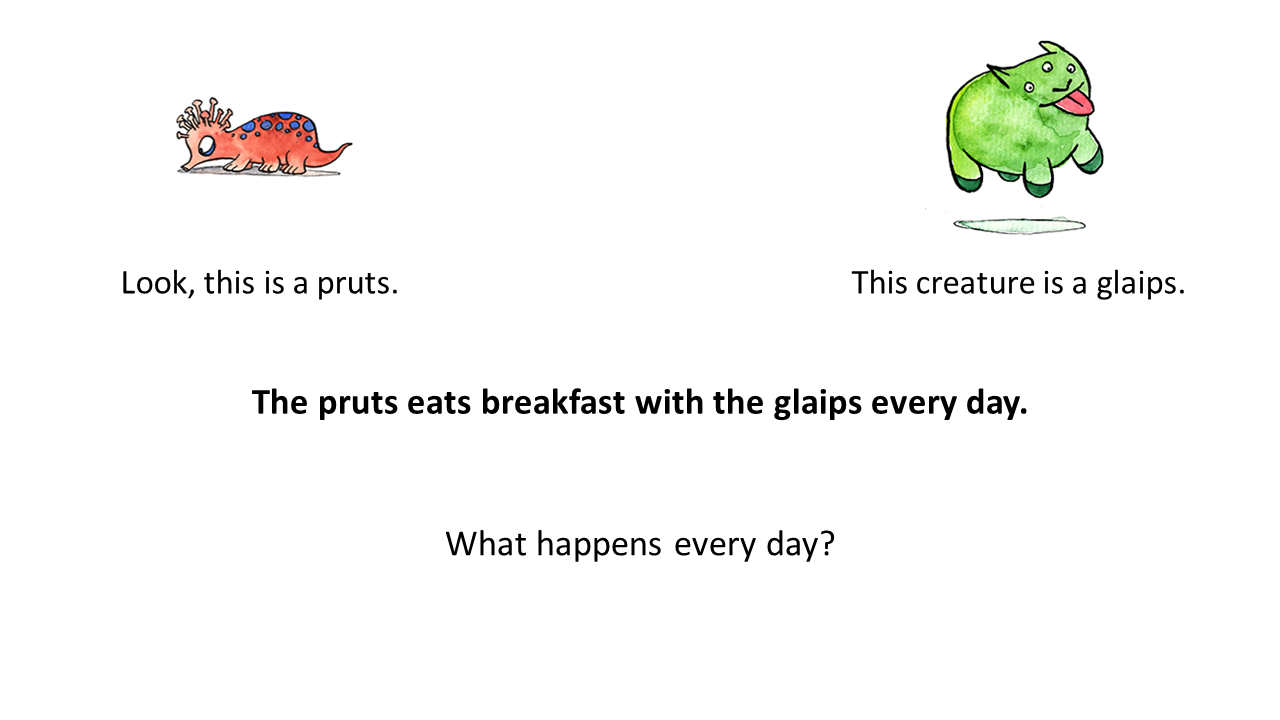 Look, this is a pruts.
This creature is a glaips.
The pruts eats breakfast with the glaips every day.
What happens every day?